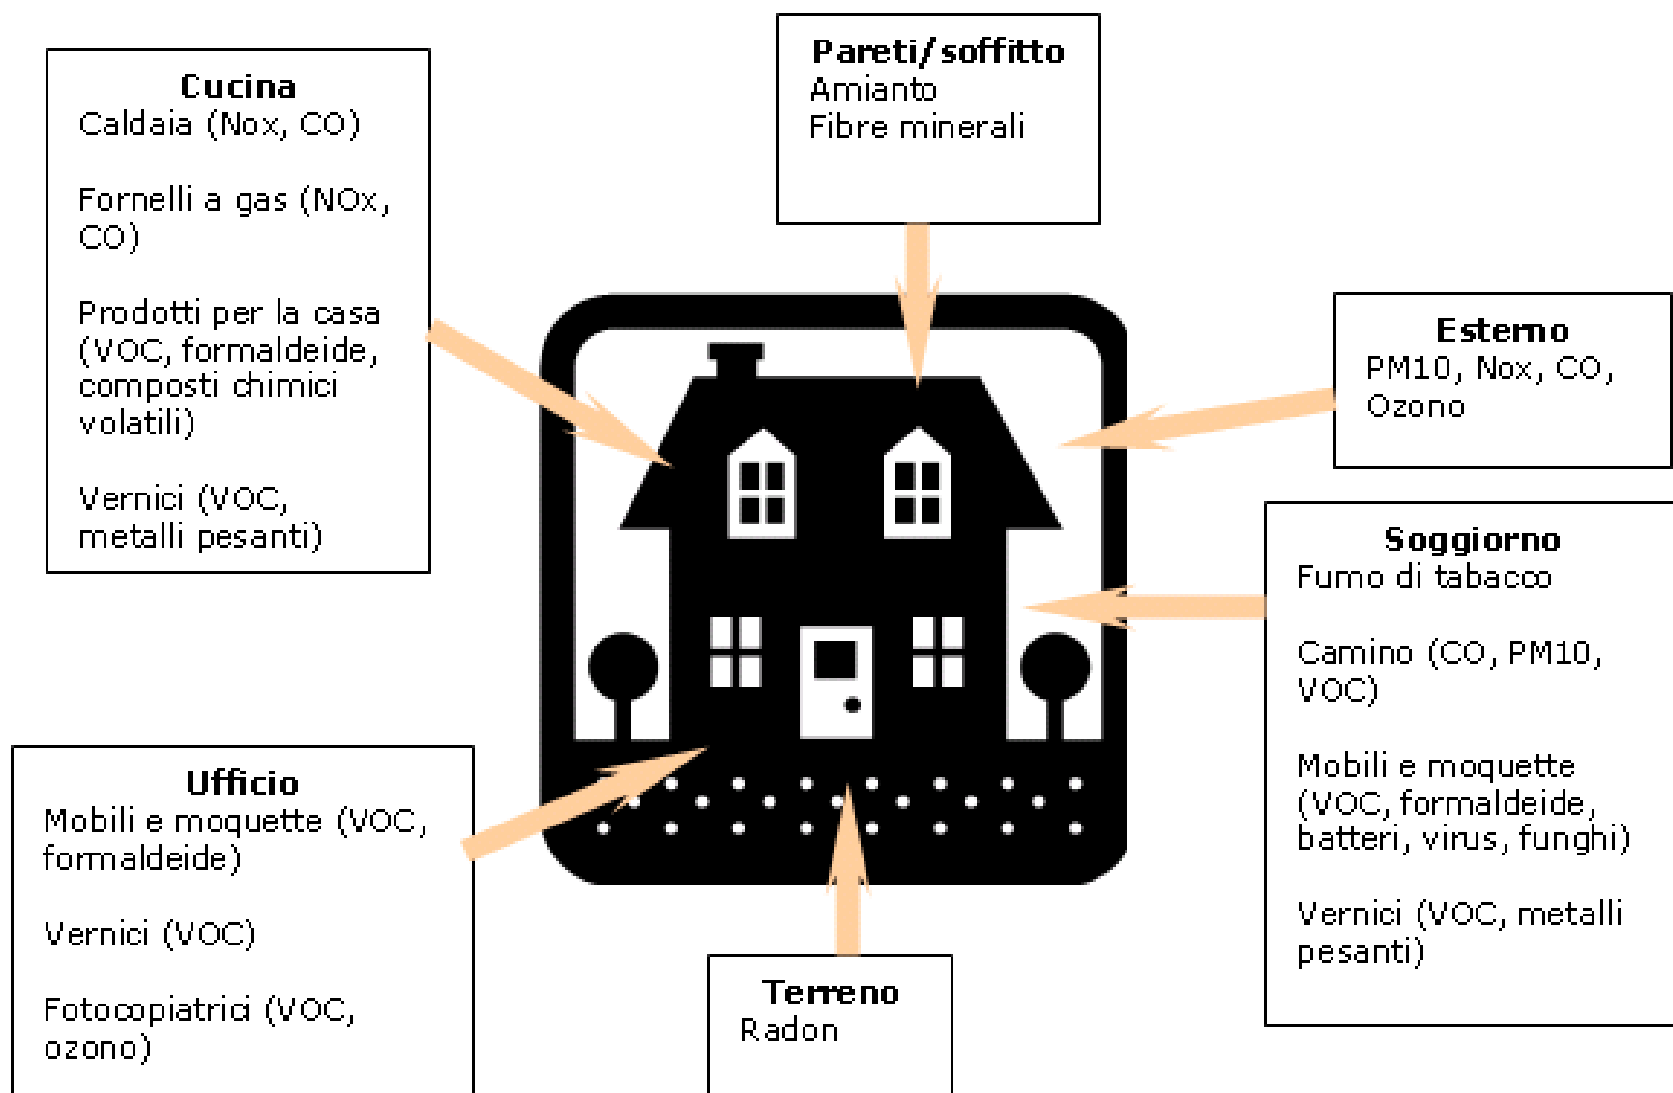 Cucina
Caldaia (Nox, CO)
Fornelli a gas (NOx,
CO)
Prodotti per la casa
(VOC, formaldeide,
composti chimici
volatili)
Vernici (VOC,
metalli pesanti)
Pareti/soffitto
Amianto
Fibre minerali
Esterno
PM10, Nox, CO,
Ozono
Soggiorno
Fumo di tabacco
Camino (CO, PM10,
VOC)
Mobili e moquette
(VOC, formaldeide,
batteri, virus, funghi)
Vernici (VOC, metalli
pesanti)
Ufficio
Mobili e moquette (VOC,
formaldeide)
Vernici (VOC)
Fotocopiatrici (VOC,
ozono)
Terreno
Radon